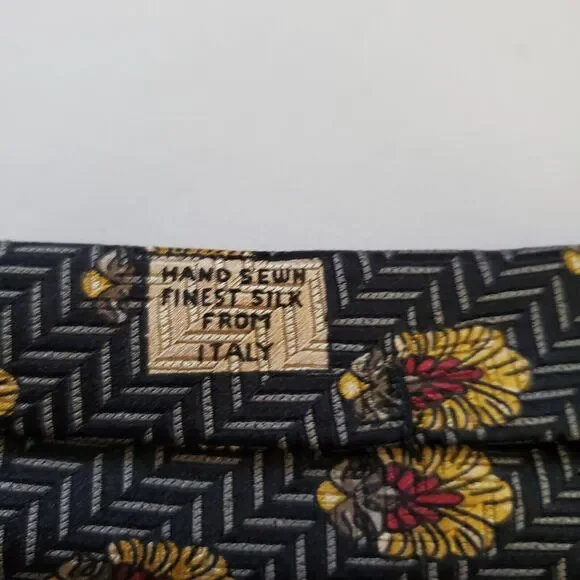 HAND SEWN
FINEST SILK
FROM
ITALY